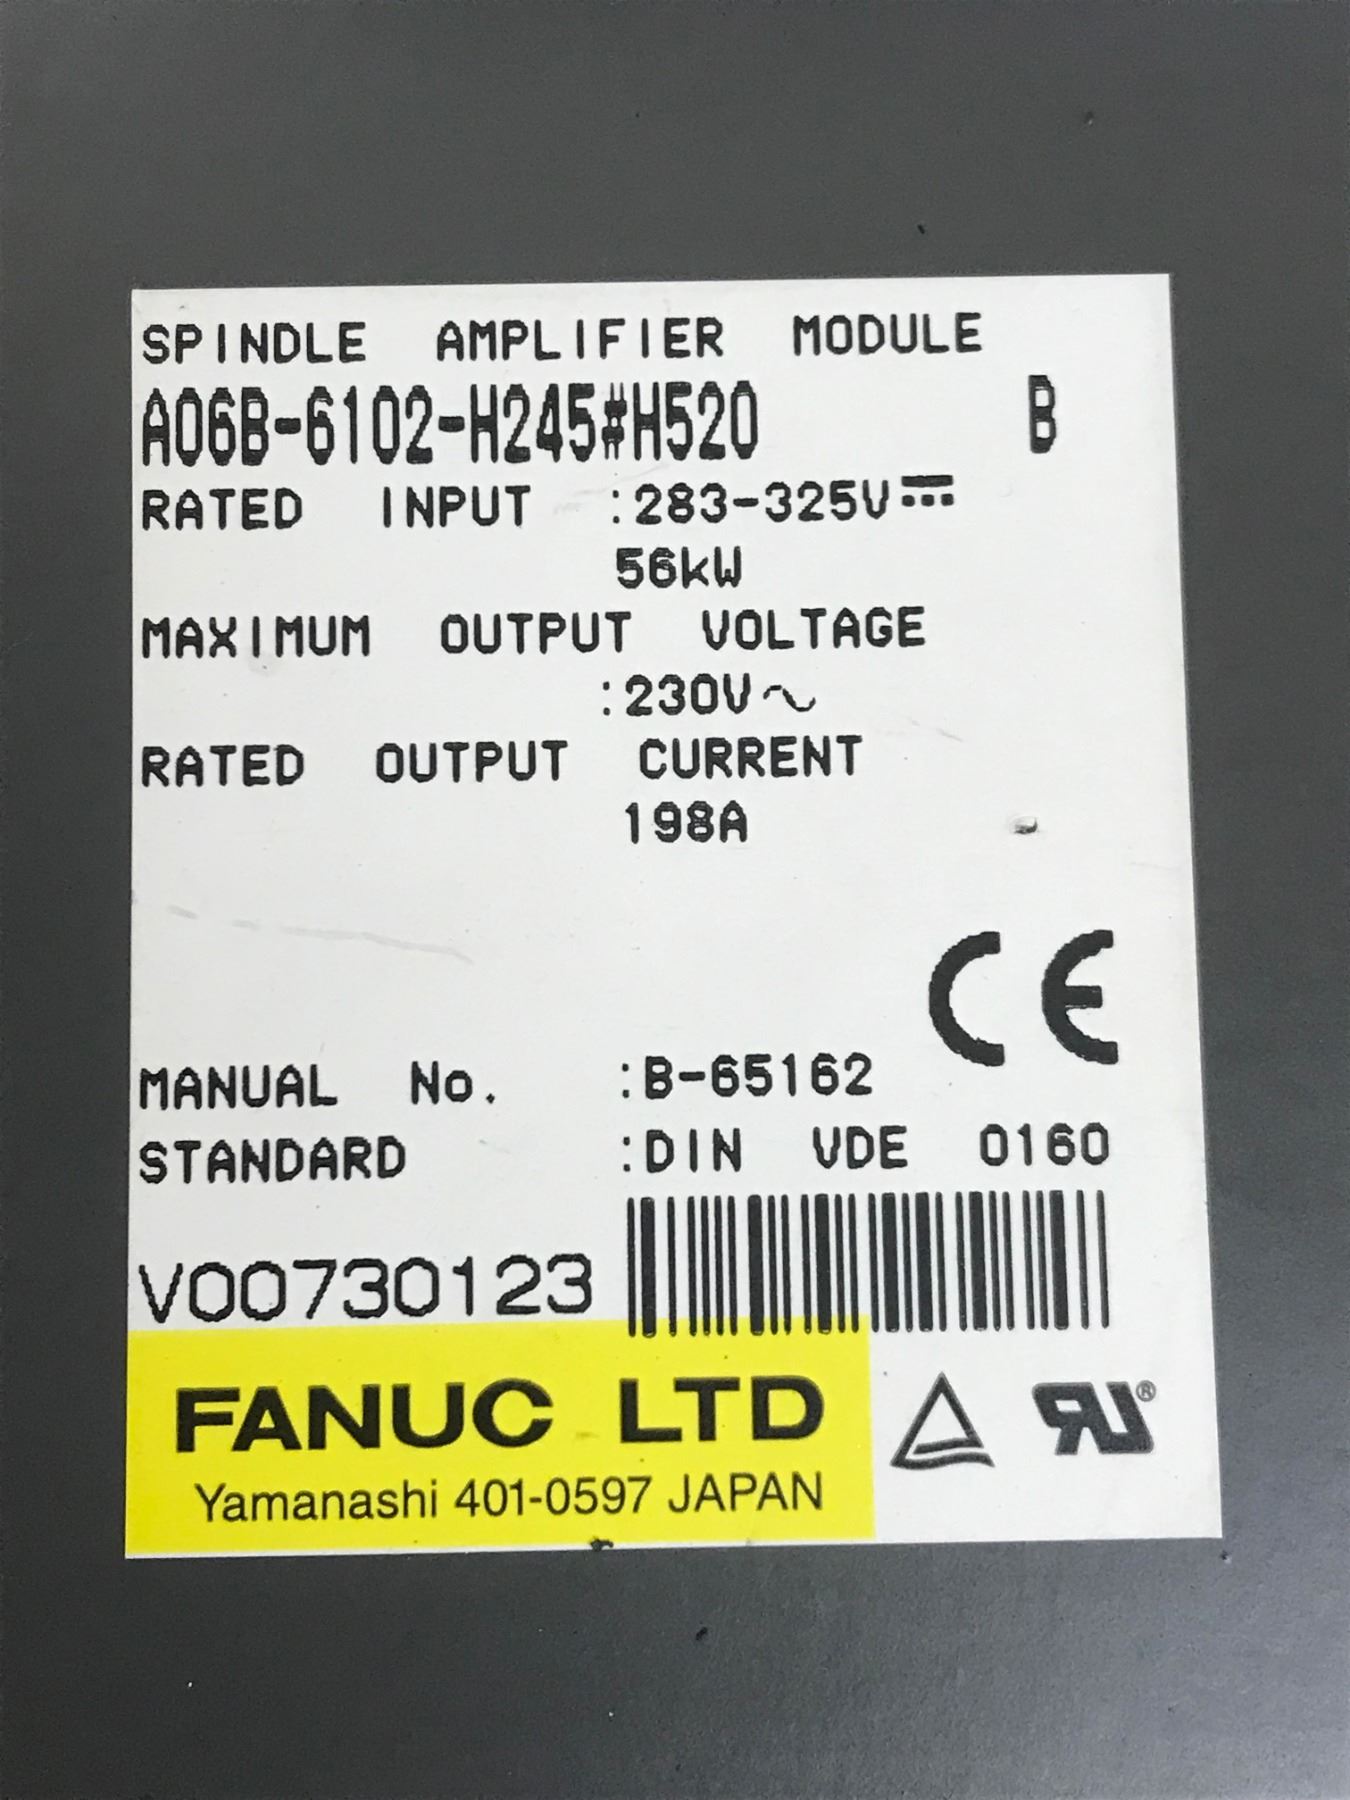 SPINDLE AMPLIFIER MODULE
A06B-6102-H245#H520 B
RATED INPUT :283-325V⎓
56kW
MAXIMUM OUTPUT VOLTAGE
:230V~
RATED OUTPUT CURRENT
198A
CE
MANUAL No. :B-65162
STANDARD :DIN VDE 0160
V00730123
FANUC LTD
Yamanashi 401-0597 JAPAN
RU®